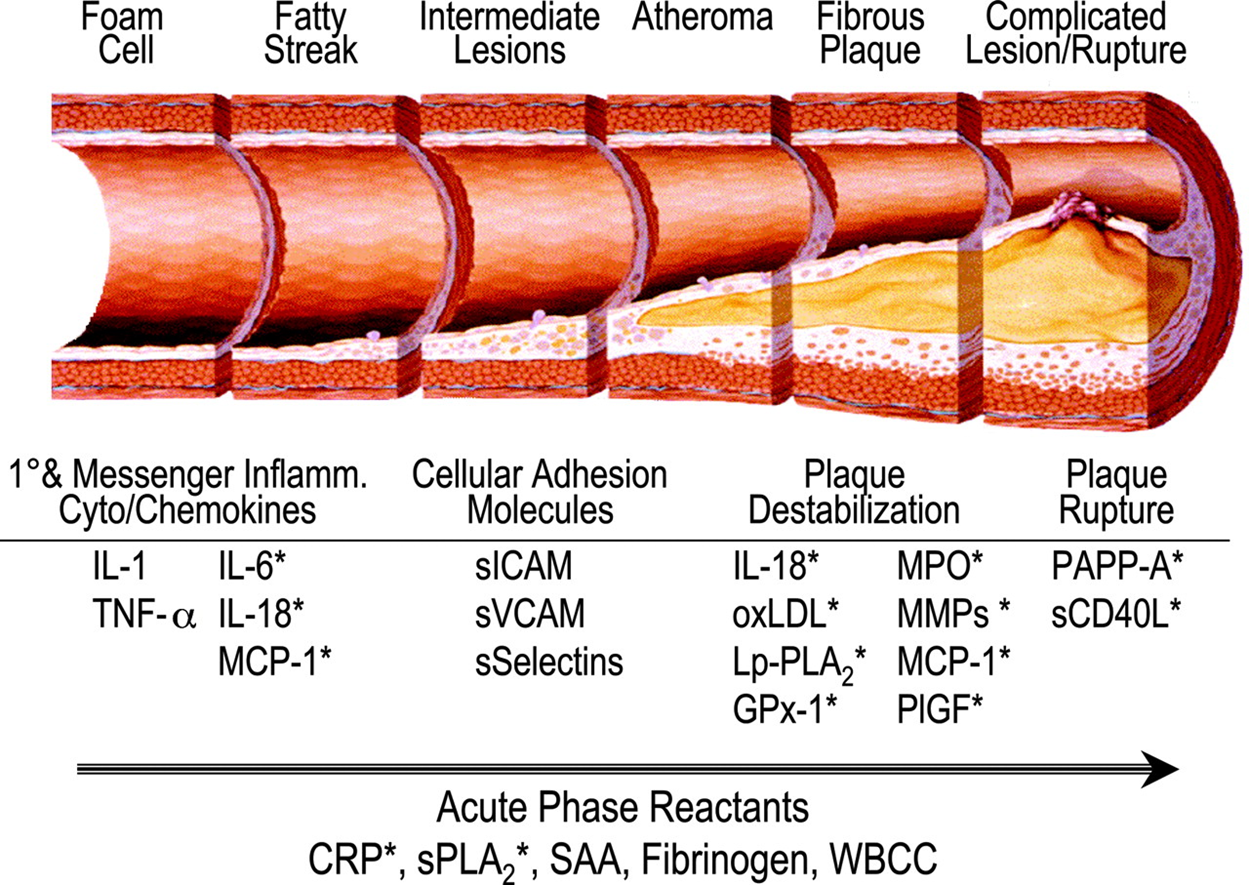 Foam Cell
Fatty Streak
Intermediate Lesions
Atheroma
Fibrous Plaque
Complicated Lesion/Rupture
1°& Messenger Inflamm.
Cyto/Chemokines
Cellular Adhesion
Molecules
Plaque
Destabilization
Plaque
Rupture
IL-1
TNF-α
IL-6*
IL-18*
MCP-1*
sICAM
sVCAM
sSelectins
IL-18*
oxLDL*
Lp-PLA₂*
GPx-1*
MPO*
MMPs *
MCP-1*
PlGF*
PAPP-A*
sCD40L*
Acute Phase Reactants
CRP*, sPLA₂*, SAA, Fibrinogen, WBCC